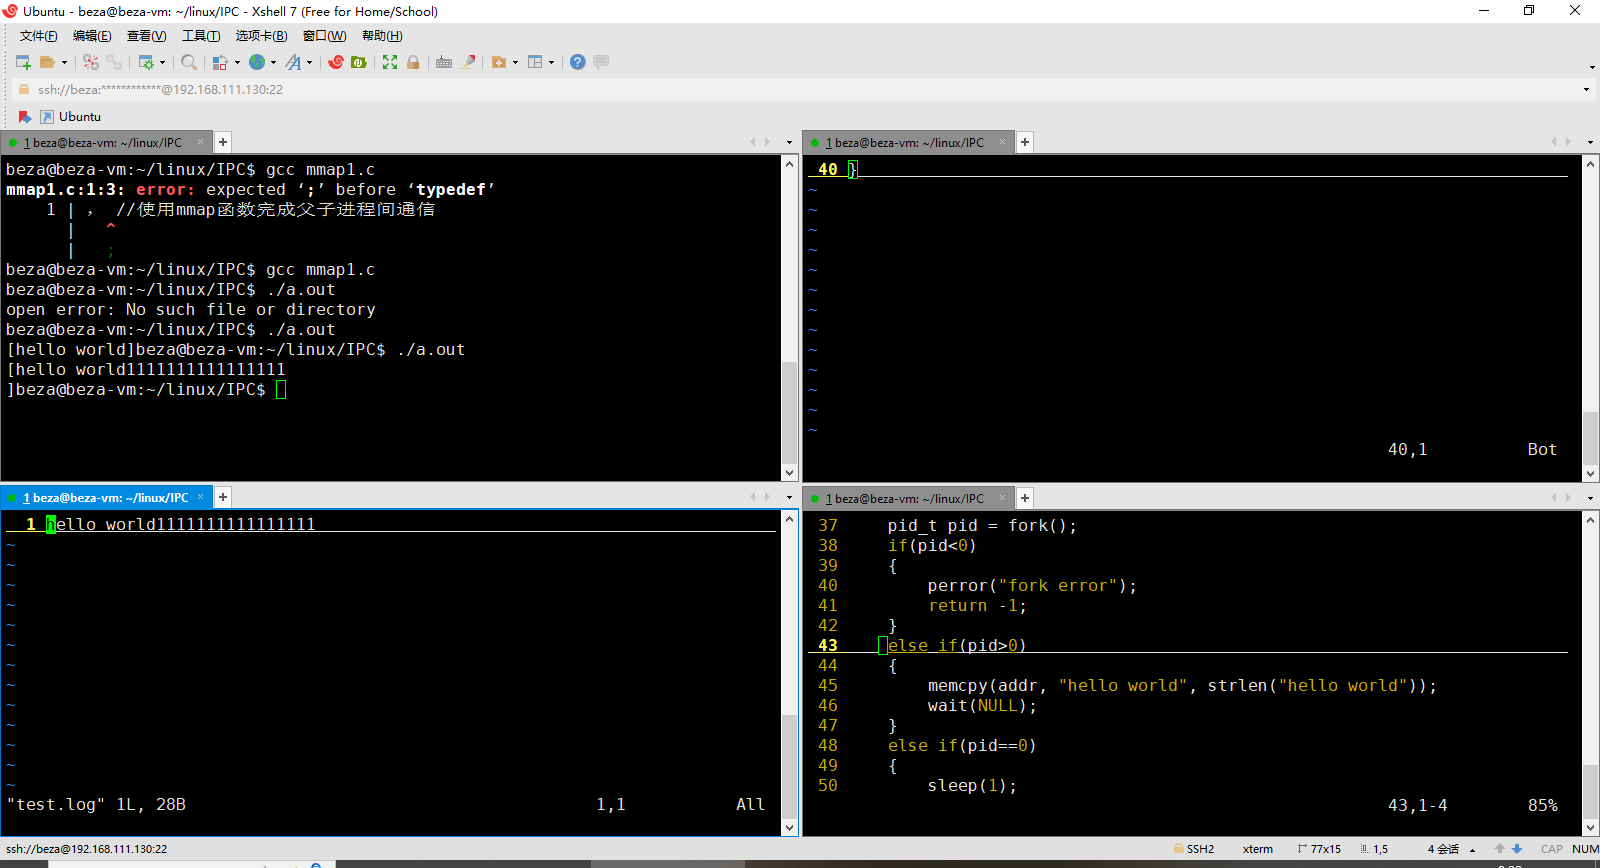 Ubuntu - beza@beza-vm: ~/linux/IPC - Xshell 7 (Free for Home/School)
文件(F) 编辑(E) 查看(V) 工具(T) 选项卡(B) 窗口(W) 帮助(H)
ssh://beza:************@192.168.111.130:22
Ubuntu
1 beza@beza-vm: ~/linux/IPC × +
beza@beza-vm:~/linux/IPC$ gcc mmap1.c
mmap1.c:1:3: error: expected ‘;’ before ‘typedef’
1 | ， //使用mmap函数完成父子进程间通信
| ^
| ;
beza@beza-vm:~/linux/IPC$ gcc mmap1.c
beza@beza-vm:~/linux/IPC$ ./a.out
open error: No such file or directory
beza@beza-vm:~/linux/IPC$ ./a.out
[hello world]beza@beza-vm:~/linux/IPC$ ./a.out
[hello world1111111111111111
]beza@beza-vm:~/linux/IPC$
1 beza@beza-vm: ~/linux/IPC × +
40 }
~
~
~
~
~
~
~
~
~
~
~
~
~
40,1 Bot
1 beza@beza-vm: ~/linux/IPC × +
1 hello world1111111111111111
~
~
~
~
~
~
~
~
~
~
~
~
~
"test.log" 1L, 28B 1,1 All
1 beza@beza-vm: ~/linux/IPC × +
37 pid_t pid = fork();
38 if(pid<0)
39 {
40 perror("fork error");
41 return -1;
42 }
43 else if(pid>0)
44 {
45 memcpy(addr, "hello world", strlen("hello world"));
46 wait(NULL);
47 }
48 else if(pid==0)
49 {
50 sleep(1);
43,1-4 85%
ssh://beza@192.168.111.130:22 SSH2 xterm 77x15 1,5 4 会话 CAP NUM